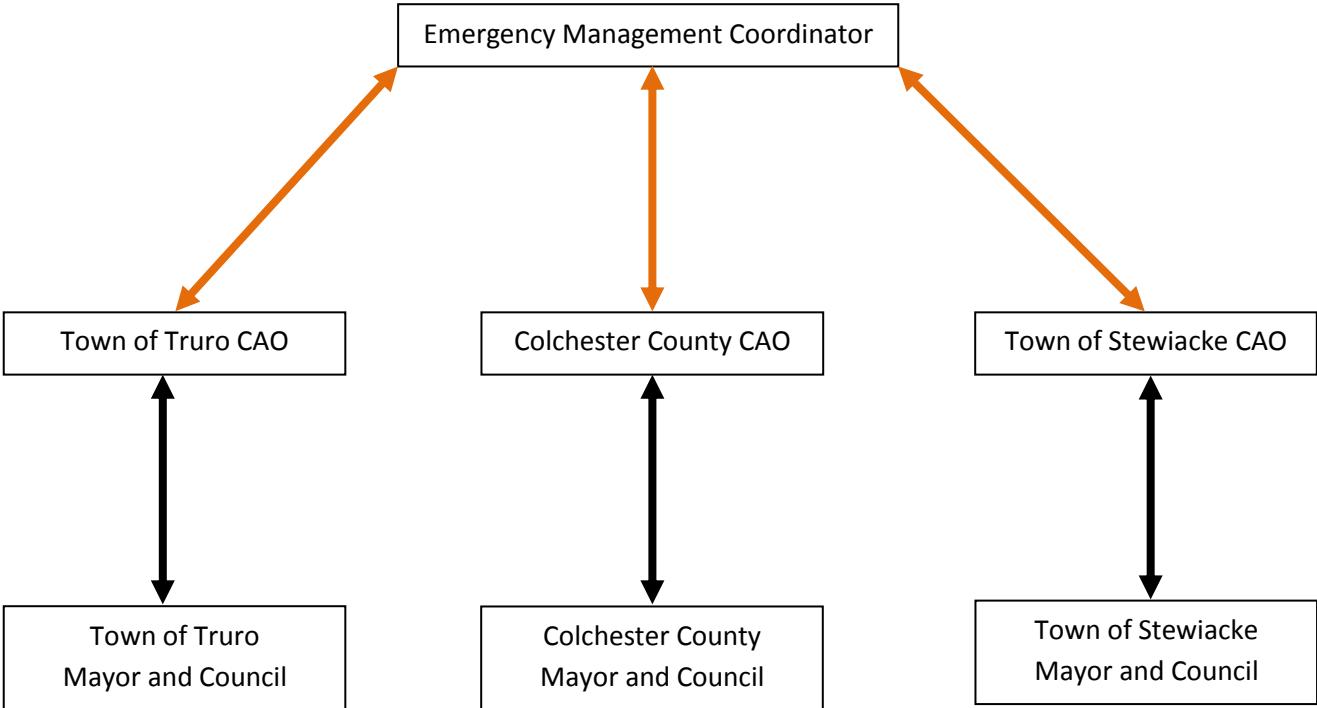 Emergency Management Coordinator
Town of Truro CAO
Colchester County CAO
Town of Stewiacke CAO
Town of Truro
Mayor and Council
Colchester County
Mayor and Council
Town of Stewiacke
Mayor and Council